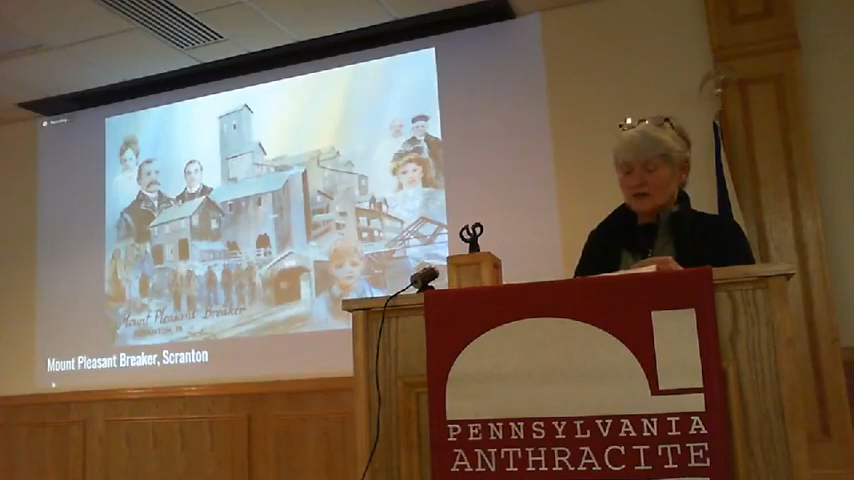 Mount Pleasant Breaker
Mount Pleasant Breaker, Scranton
PENNSYLVANIA
ANTHRACITE